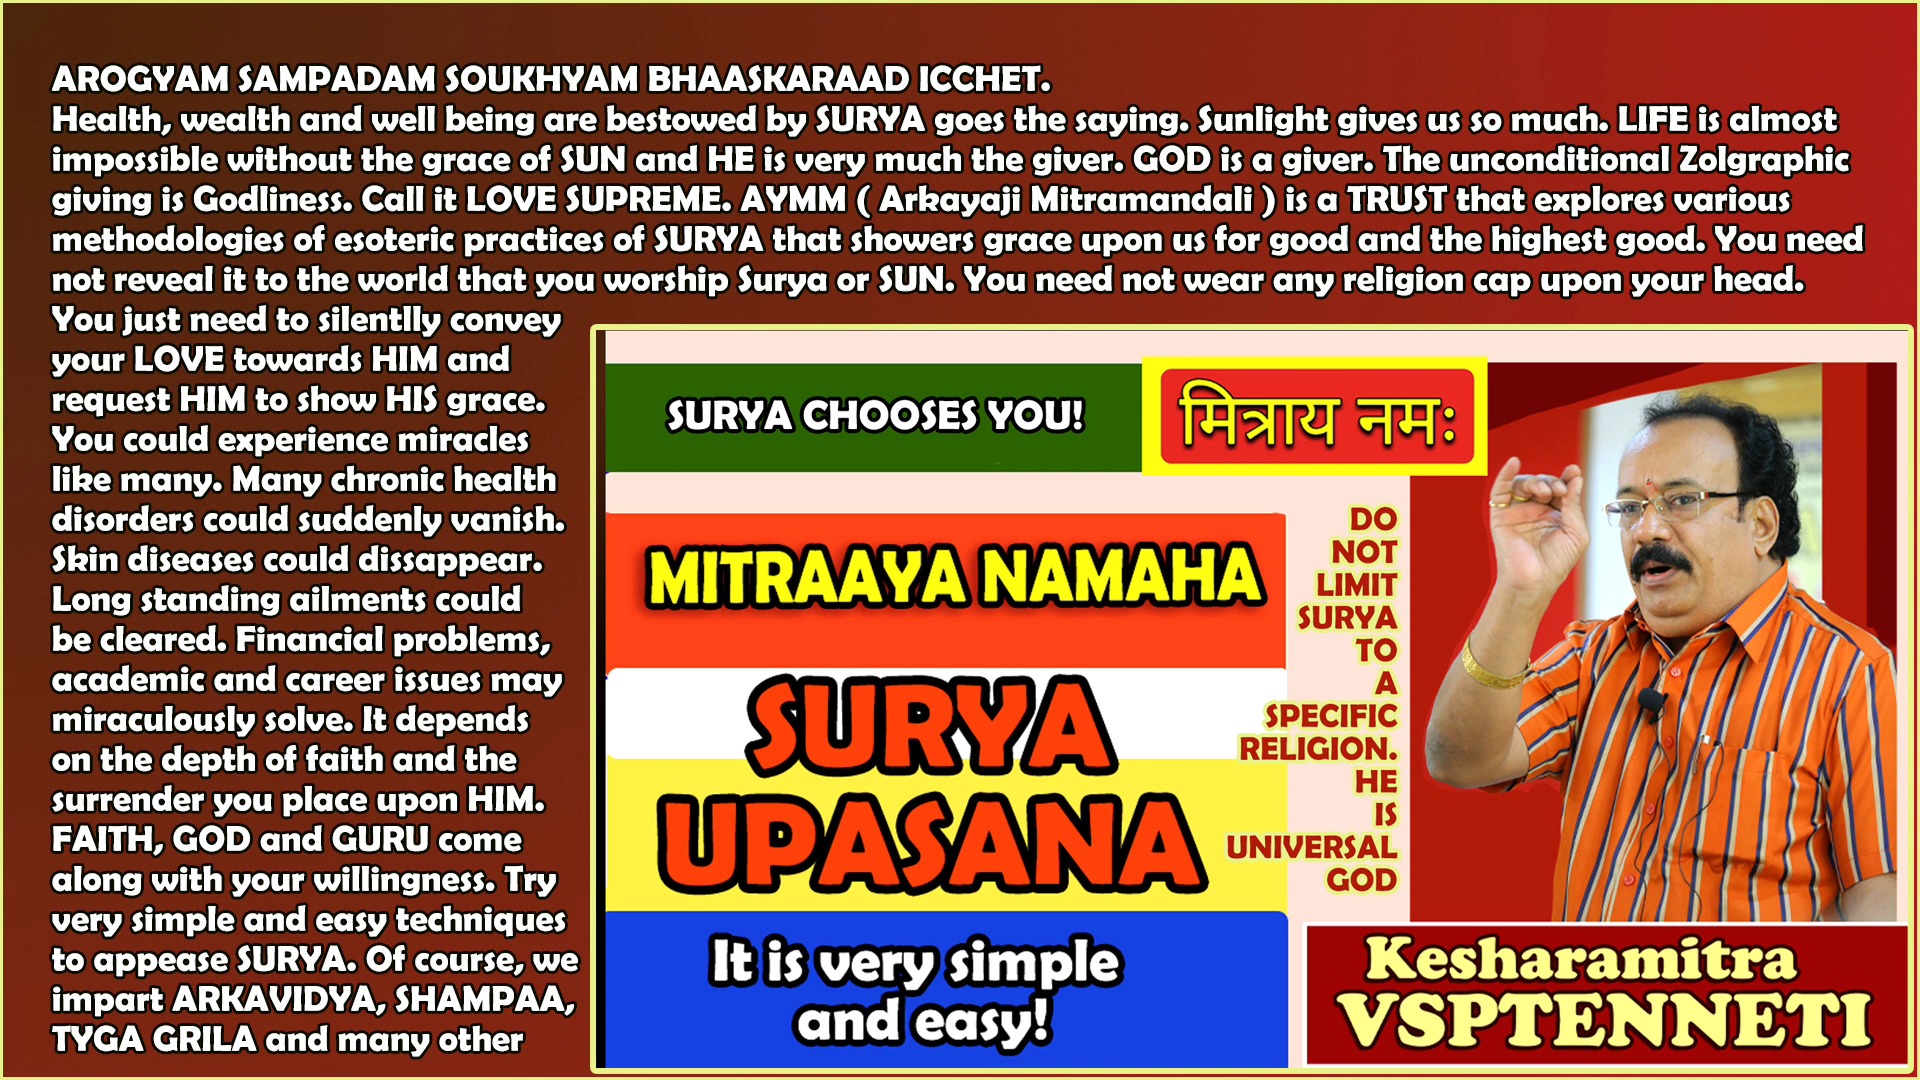 AROGYAM SAMPADAM SOUKHYAM BHAASKARAAD ICCHET.
Health, wealth and well being are bestowed by SURYA goes the saying. Sunlight gives us so much. LIFE is almost
impossible without the grace of SUN and HE is very much the giver. GOD is a giver. The unconditional Zolgraphic
giving is Godliness. Call it LOVE SUPREME. AYMM ( Arkayaji Mitramandali ) is a TRUST that explores various
methodologies of esoteric practices of SURYA that showers grace upon us for good and the highest good. You need
not reveal it to the world that you worship Surya or SUN. You need not wear any religion cap upon your head.
You just need to silentlly convey
your LOVE towards HIM and
request HIM to show HIS grace.
You could experience miracles
like many. Many chronic health
disorders could suddenly vanish.
Skin diseases could dissappear.
Long standing ailments could
be cleared. Financial problems,
academic and career issues may
miraculously solve. It depends
on the depth of faith and the
surrender you place upon HIM.
FAITH, GOD and GURU come
along with your willingness. Try
very simple and easy techniques
to appease SURYA. Of course, we
impart ARKAVIDYA, SHAMPAA,
TYGA GRILA and many other
SURYA CHOOSES YOU!
मित्राय नमः
MITRAAYA NAMAHA
SURYA
UPASANA
It is very simple
and easy!
DO
NOT
LIMIT
SURYA
TO
A
SPECIFIC
RELIGION.
HE
IS
UNIVERSAL
GOD
Kesharamitra
VSPTENNETI